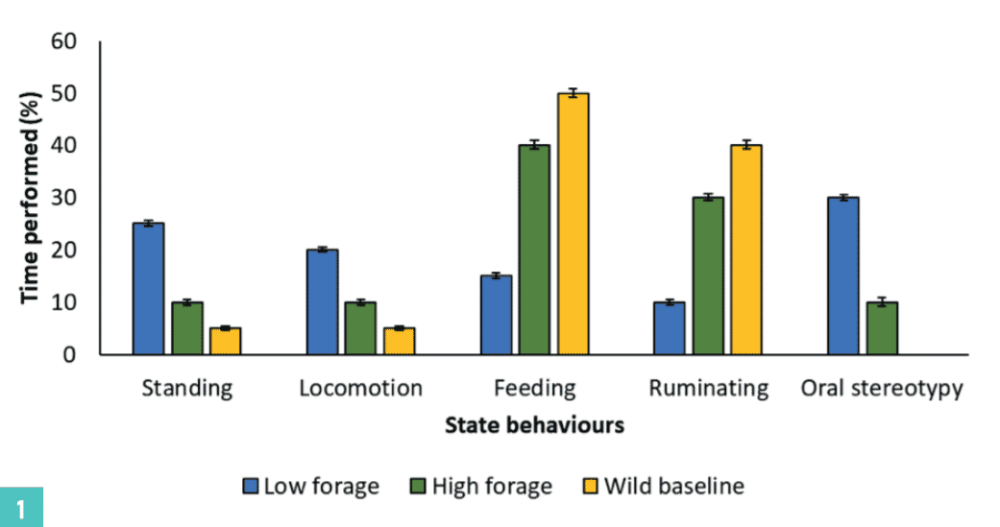 60
50
40
30
20
10
0
Time performed (%)
Standing Locomotion Feeding Ruminating Oral stereotypy
State behaviours
Low forage High forage Wild baseline
1